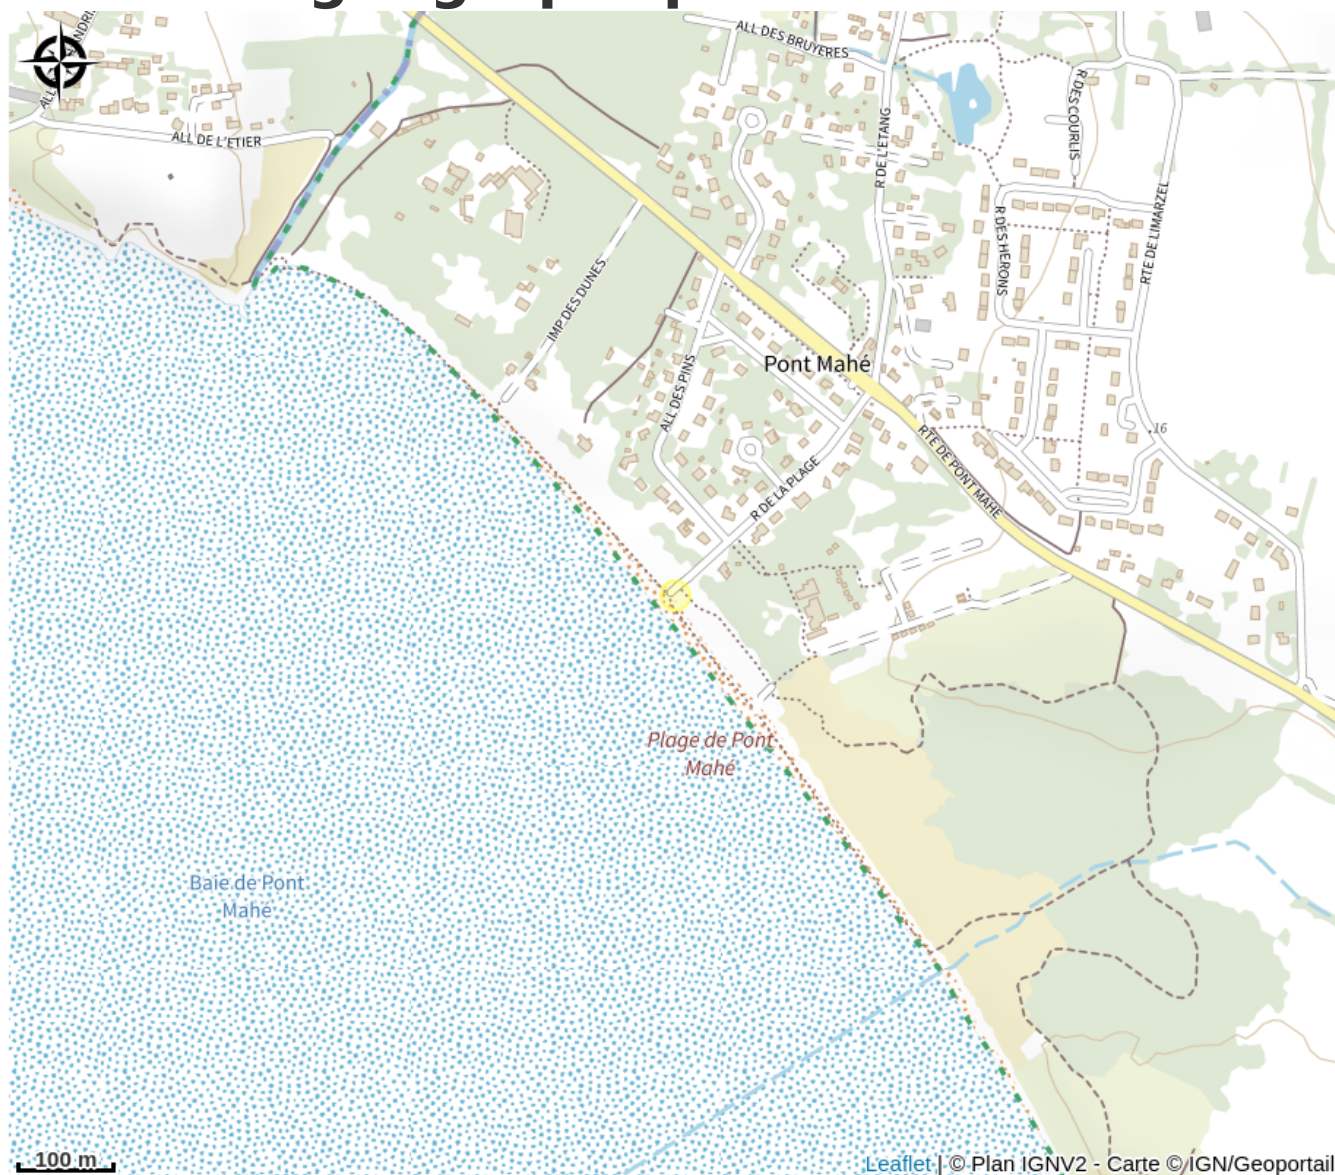 ALL DES BRUYERES
ALL DE L'ETIER
R DE L'ETANG
R DES COURLIS
R DES HERONS
RTE DE LIMARZEL
IMP DES DUNES
ALL DES PINS
Pont Mahé
16
RTE DE PONT MAHE
R DE LA PLAGE
Plage de Pont
Mahé
Baie de Pont
Mahé
100 m
Leaflet | © Plan IGNV2 - Carte © IGN/Geoportail